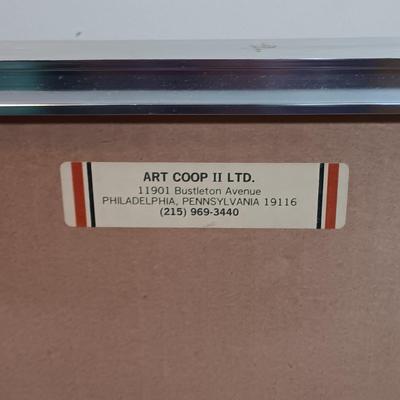 ART COOP II LTD.
11901 Bustleton Avenue
PHILADELPHIA, PENNSYLVANIA 19116
(215) 969-3440